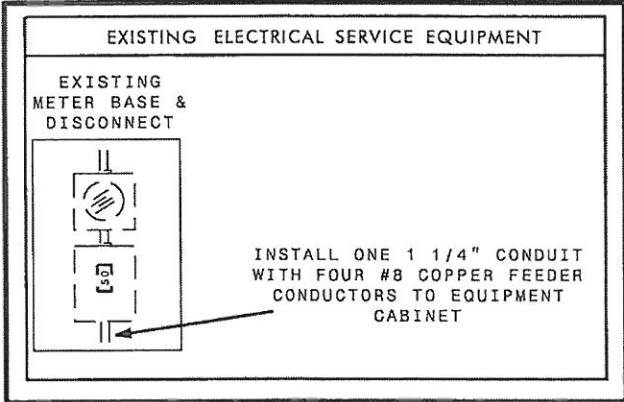 EXISTING ELECTRICAL SERVICE EQUIPMENT
EXISTING
METER BASE &
DISCONNECT
50
INSTALL ONE 1 1/4" CONDUIT
WITH FOUR #8 COPPER FEEDER
CONDUCTORS TO EQUIPMENT
CABINET